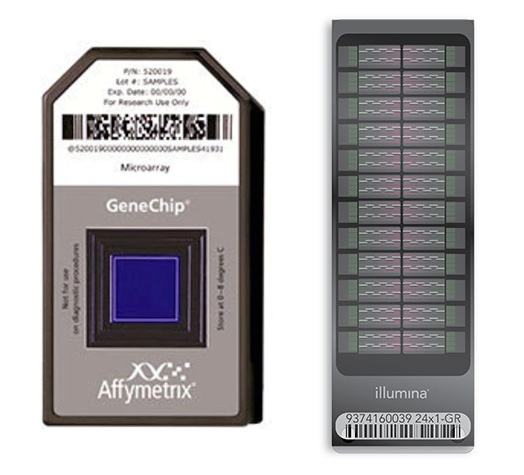 P/N: 520019
Lot #: SAMPLES
Exp. Date: 00/00/00
For Research Use Only
Microarray
GeneChip®
Not for use
on diagnostic procedures
Store at 0-8 degrees C
Affymetrix®
illumina®
9374160039 24x1-GR